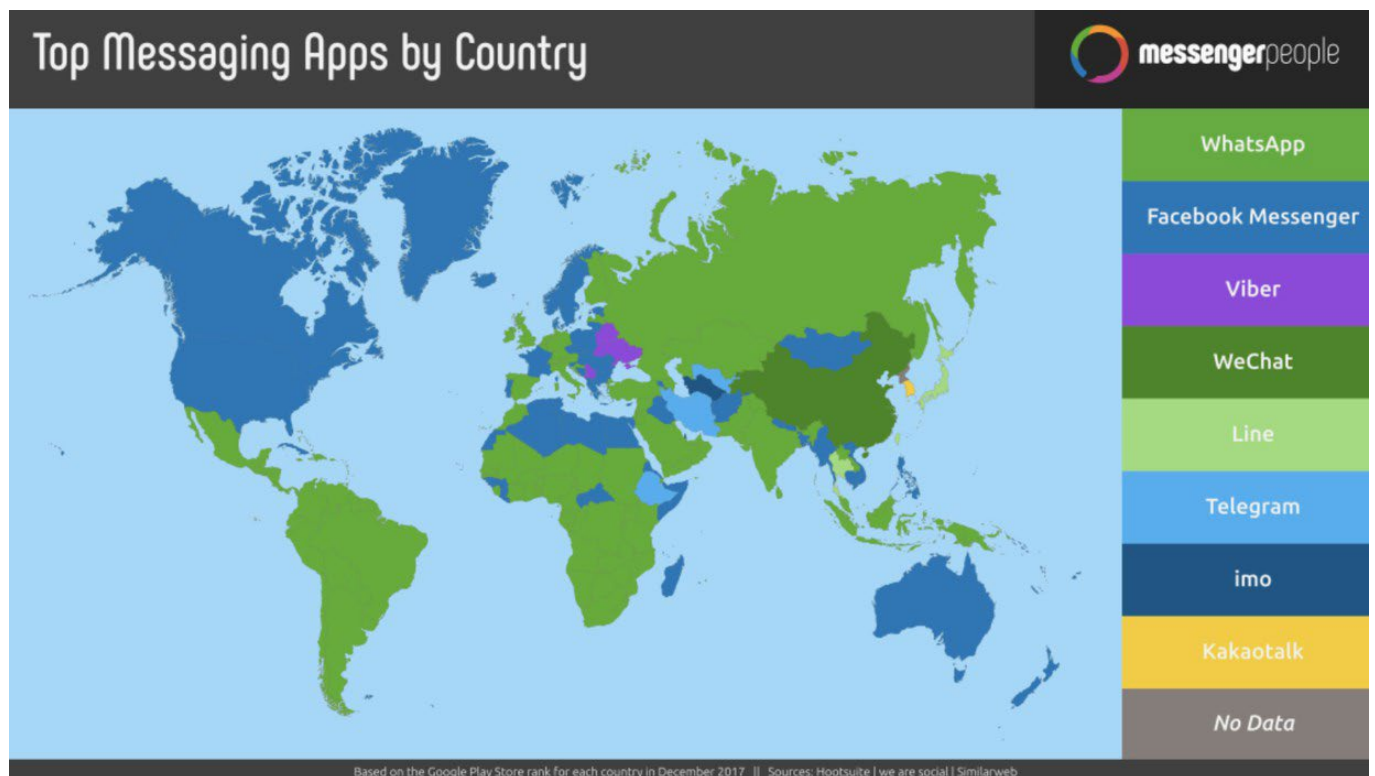 Top Messaging Apps by Country
messengerpeople
WhatsApp
Facebook Messenger
Viber
WeChat
Line
Telegram
imo
Kakaotalk
No Data
Based on the Google Play Store rank for each country in December 2017 || Sources: Hootsuite | we are social | Similarweb